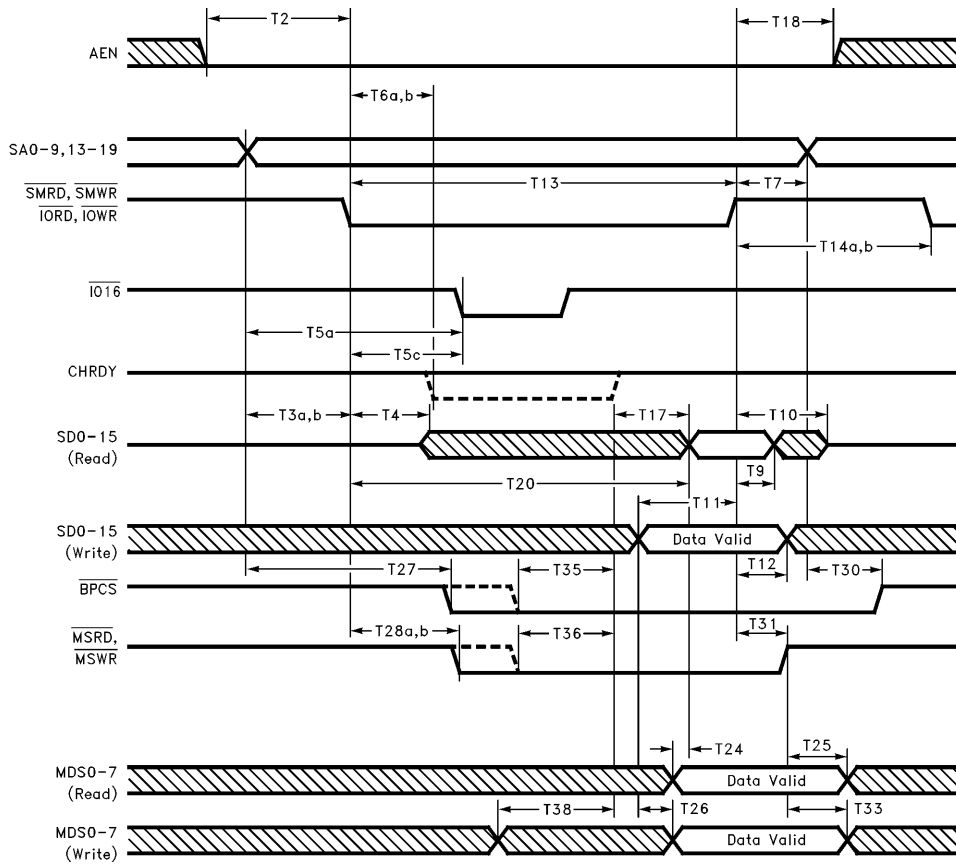 T2
T18
AEN
T6a,b
SA0-9,13-19
T13
T7
SMRD, SMWR
IORD, IOWR
T14a,b
IO16
T5a
T5c
CHRDY
T3a,b
T4
T17
T10
SD0-15
(Read)
T9
T20
T11
SD0-15
(Write)
Data Valid
T27
T35
T12
T30
BPCS
T28a,b
T36
T31
MSRD,
MSWR
T24
T25
MDS0-7
(Read)
Data Valid
T38
T26
T33
MDS0-7
(Write)
Data Valid